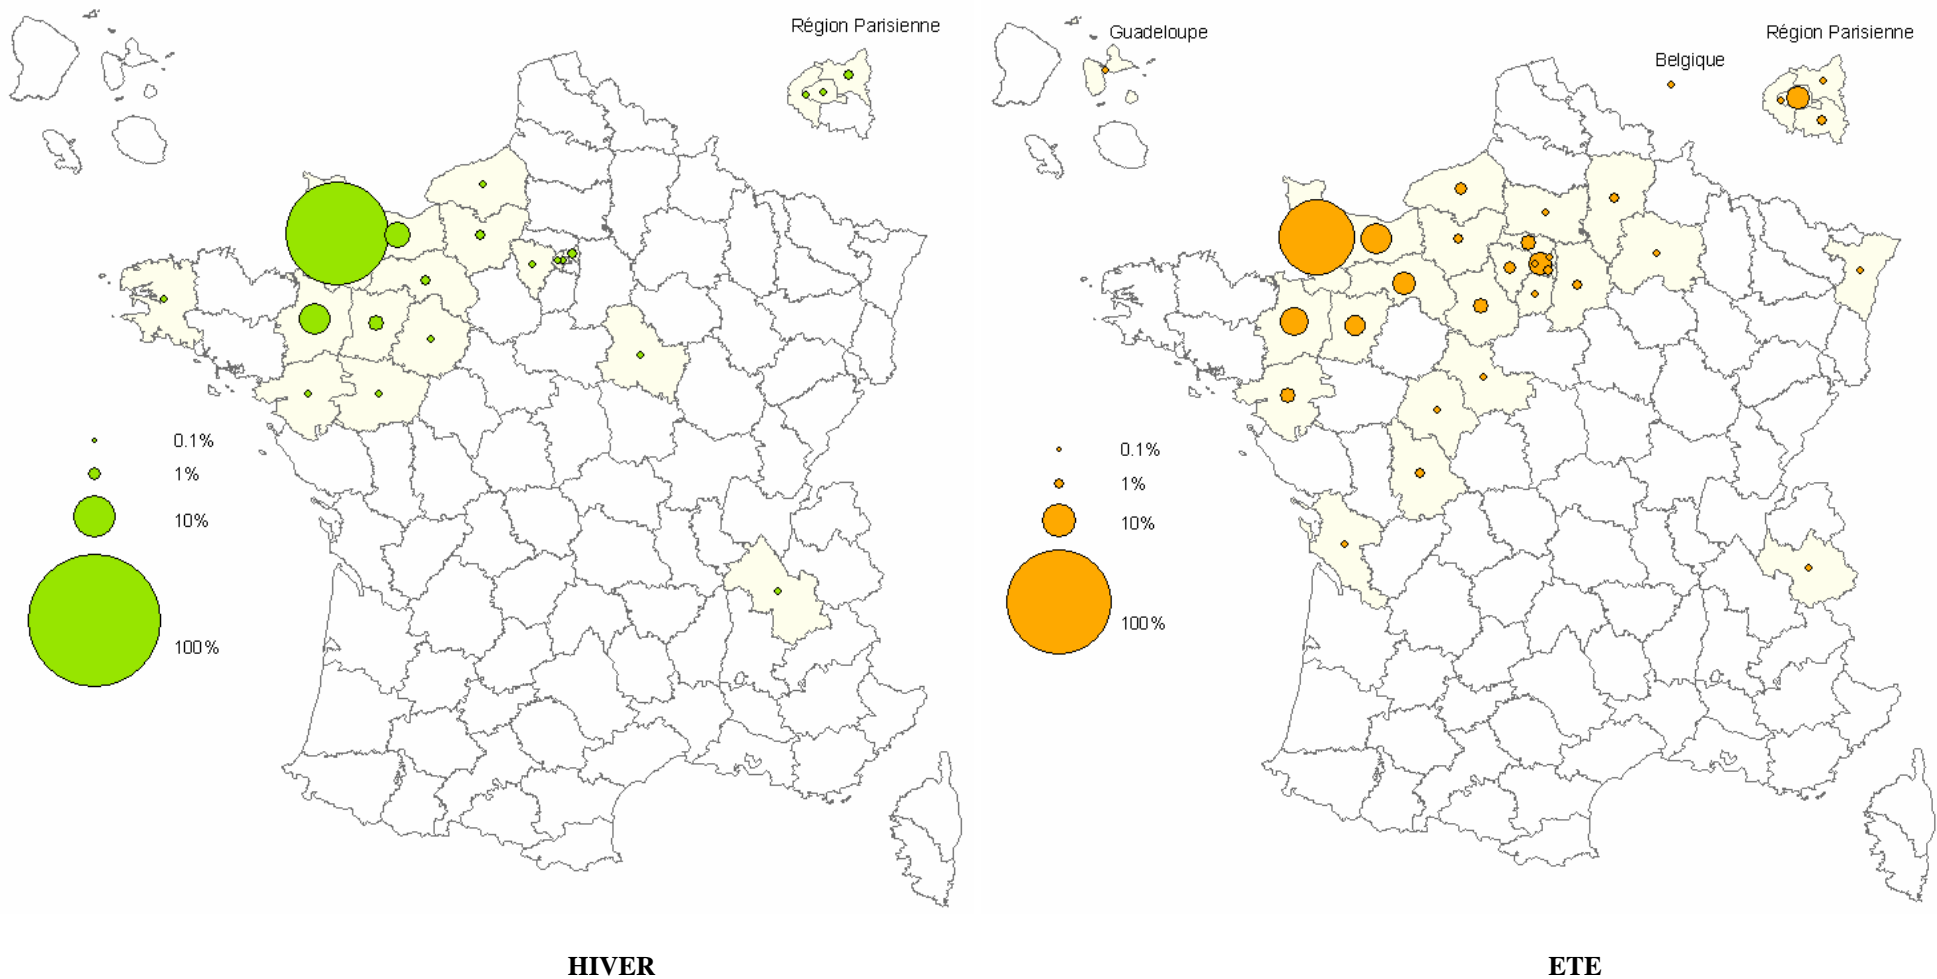 Région Parisienne
0.1%
1%
10%
100%
HIVER
Guadeloupe
Belgique
Région Parisienne
0.1%
1%
10%
100%
ETE